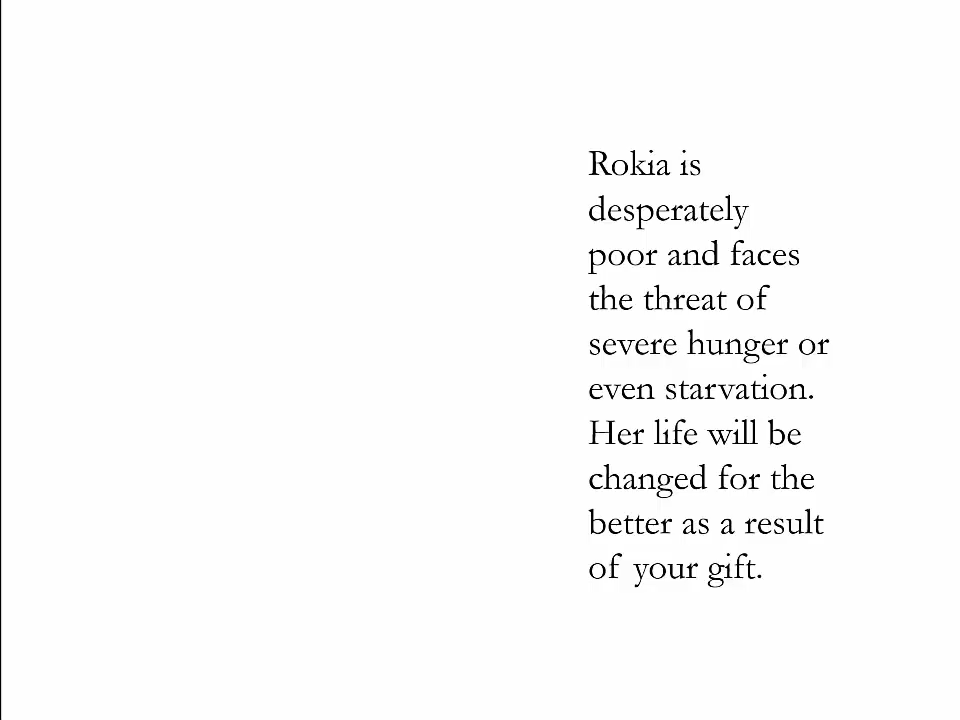 Rokia is
desperately
poor and faces
the threat of
severe hunger or
even starvation.
Her life will be
changed for the
better as a result
of your gift.